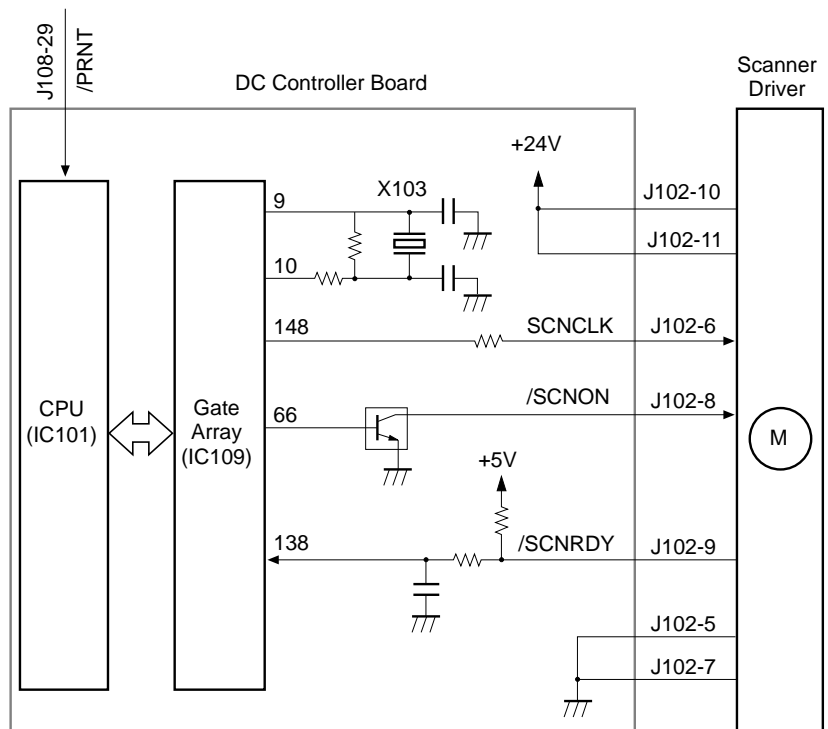 J108-29
/PRNT
DC Controller Board
Scanner
Driver
+24V
9
X103
J102-10
J102-11
10
148
SCNCLK
J102-6
CPU
(IC101)
Gate
Array
(IC109)
66
/SCNON
J102-8
M
+5V
138
/SCNRDY
J102-9
J102-5
J102-7